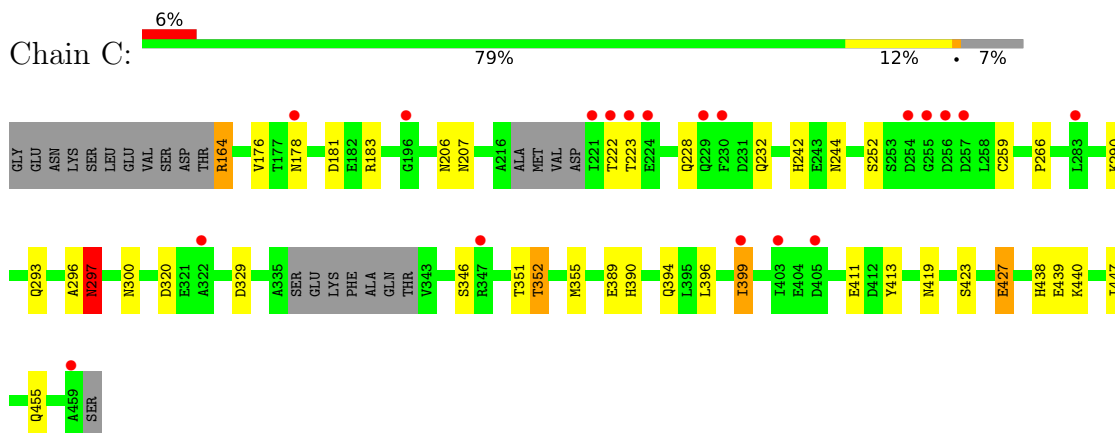 6%
Chain C:
79% 12% • 7%
GLY GLU ASN LYS SER LEU GLU VAL SER ASP THR R164 V176 T177 N178 D181 E182 R183 G196 N206 N207 A216 ALA MET VAL ASP I221 T222 T223 E224 Q228 Q229 F230 D231 Q232 H242 E243 N244 S252 S253 D254 G255 D256 D257 L258 C259 P266 L283
Q293 A296 N297 N300 D320 E321 A322 D329 A335 SER GLU LYS PHE ALA GLN THR V343 S346 R347 T351 T352 M355 E389 H390 Q394 L395 L396 I399 I403 E404 D405 E411 D412 Y413 N419 S423 E427 H438 E439 K440
Q455 A459 SER